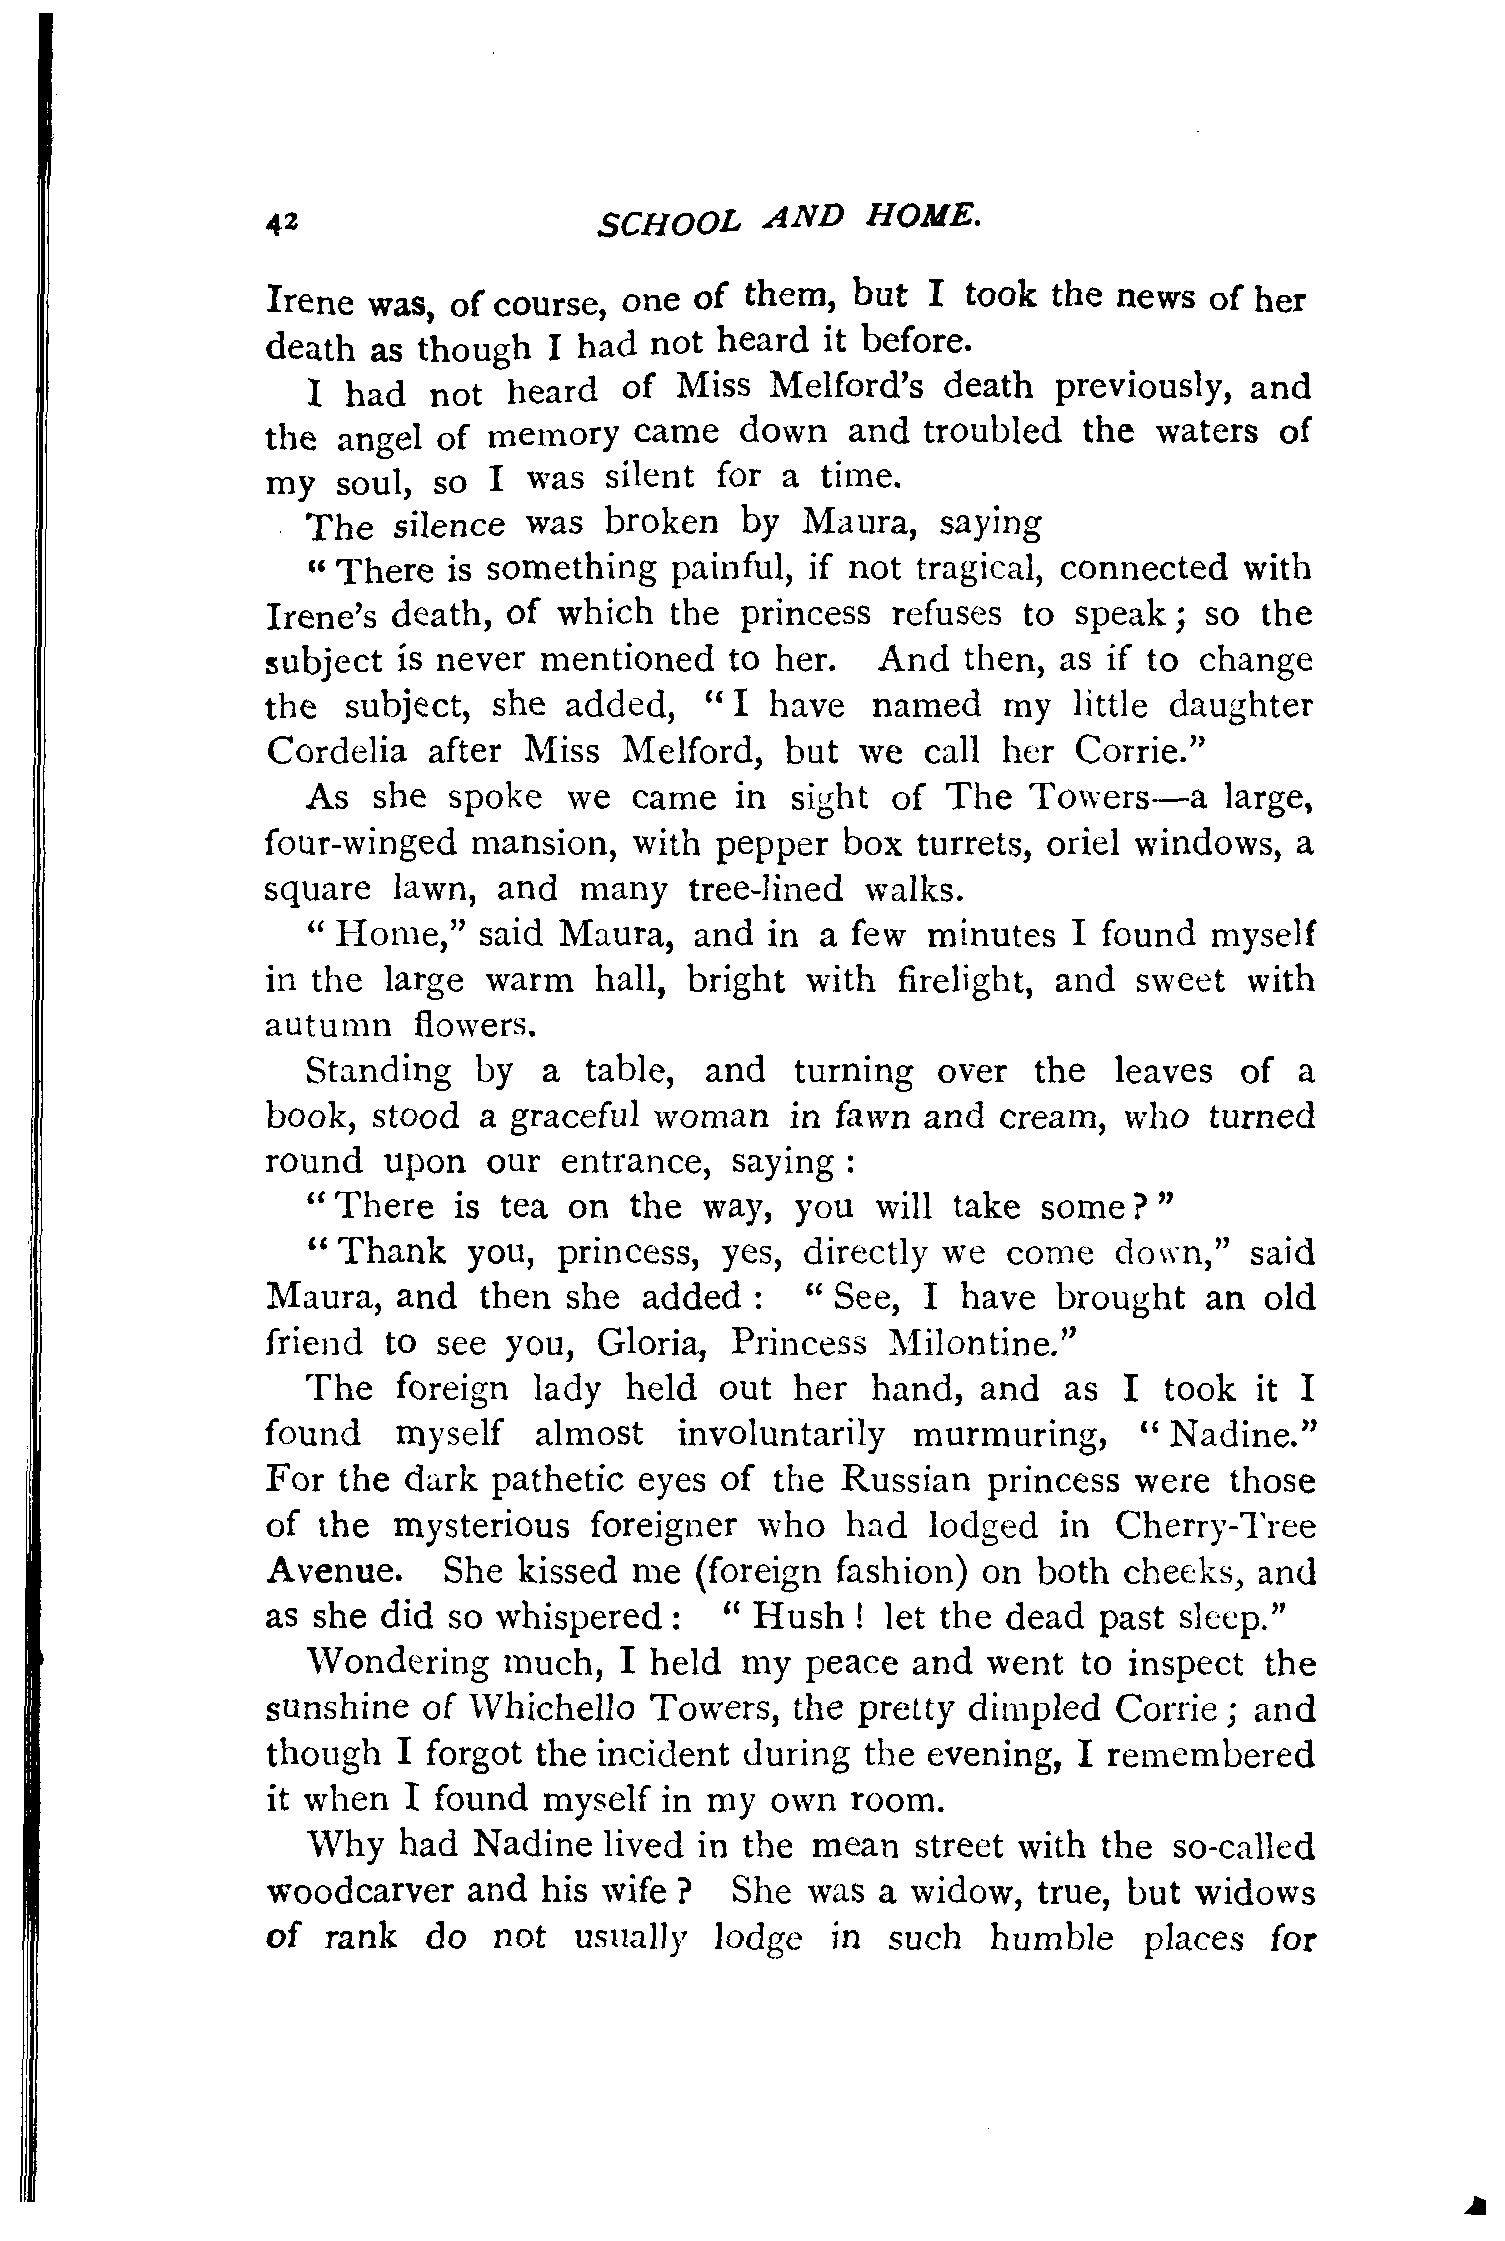 42 SCHOOL AND HOME.
Irene was, of course, one of them, but I took the news of her
death as though I had not heard it before.
I had not heard of Miss Melford's death previously, and
the angel of memory came down and troubled the waters of
my soul, so I was silent for a time.
The silence was broken by Maura, saying
" There is something painful, if not tragical, connected with
Irene's death, of which the princess refuses to speak ; so the
subject is never mentioned to her. And then, as if to change
the subject, she added, " I have named my little daughter
Cordelia after Miss Melford, but we call her Corrie."
As she spoke we came in sight of The Towers—a large,
four-winged mansion, with pepper box turrets, oriel windows, a
square lawn, and many tree-lined walks.
" Home," said Maura, and in a few minutes I found myself
in the large warm hall, bright with firelight, and sweet with
autumn flowers.
Standing by a table, and turning over the leaves of a
book, stood a graceful woman in fawn and cream, who turned
round upon our entrance, saying :
" There is tea on the way, you will take some ? "
" Thank you, princess, yes, directly we come down," said
Maura, and then she added : " See, I have brought an old
friend to see you, Gloria, Princess Milontine."
The foreign lady held out her hand, and as I took it I
found myself almost involuntarily murmuring, " Nadine."
For the dark pathetic eyes of the Russian princess were those
of the mysterious foreigner who had lodged in Cherry-Tree
Avenue. She kissed me (foreign fashion) on both cheeks, and
as she did so whispered : " Hush ! let the dead past sleep."
Wondering much, I held my peace and went to inspect the
sunshine of Whichello Towers, the pretty dimpled Corrie ; and
though I forgot the incident during the evening, I remembered
it when I found myself in my own room.
Why had Nadine lived in the mean street with the so-called
woodcarver and his wife ? She was a widow, true, but widows
of rank do not usually lodge in such humble places for